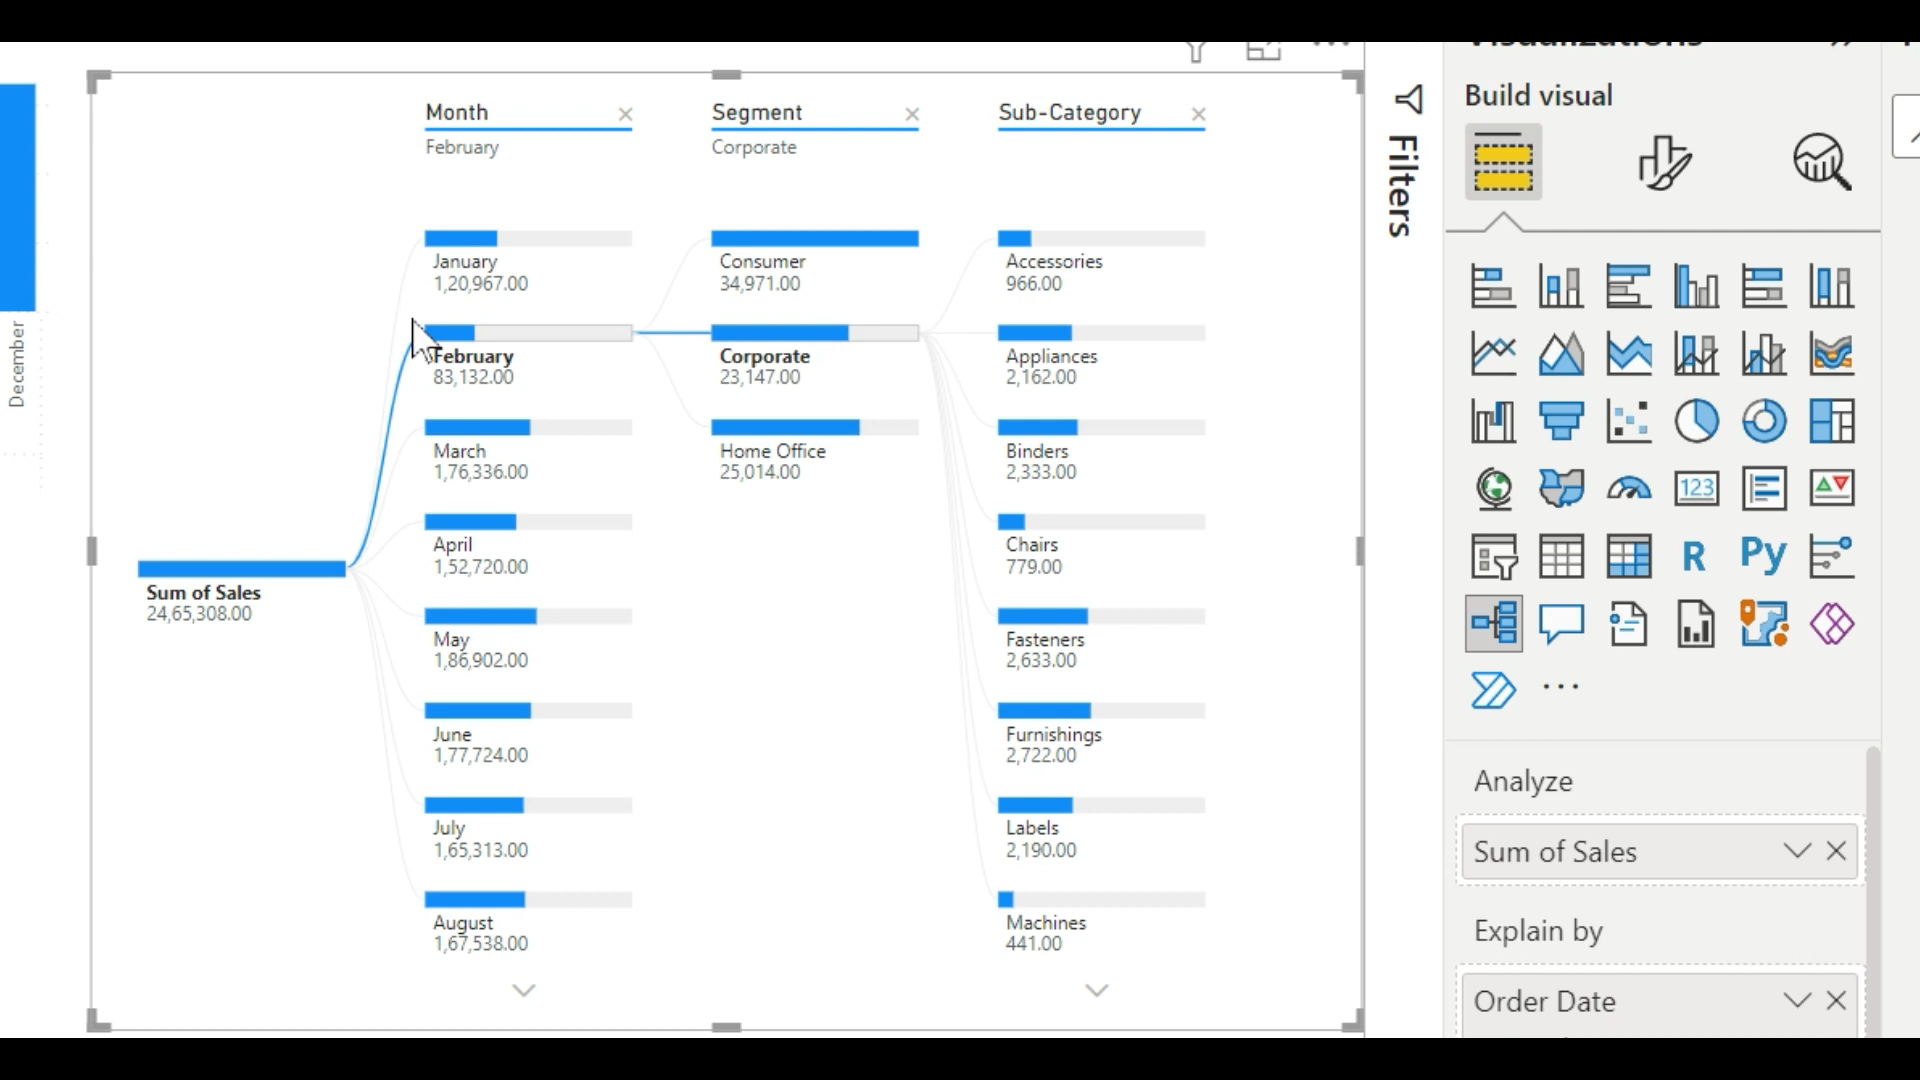 Visualizations
Build visual
Filters
December
Month
February
Segment
Corporate
Sub-Category
January
1,20,967.00
February
83,132.00
March
1,76,336.00
April
1,52,720.00
May
1,86,902.00
June
1,77,724.00
July
1,65,313.00
August
1,67,538.00
Sum of Sales
24,65,308.00
Consumer
34,971.00
Corporate
23,147.00
Home Office
25,014.00
Accessories
966.00
Appliances
2,162.00
Binders
2,333.00
Chairs
779.00
Fasteners
2,633.00
Furnishings
2,722.00
Labels
2,190.00
Machines
441.00
123
R
Py
Analyze
Sum of Sales
Explain by
Order Date